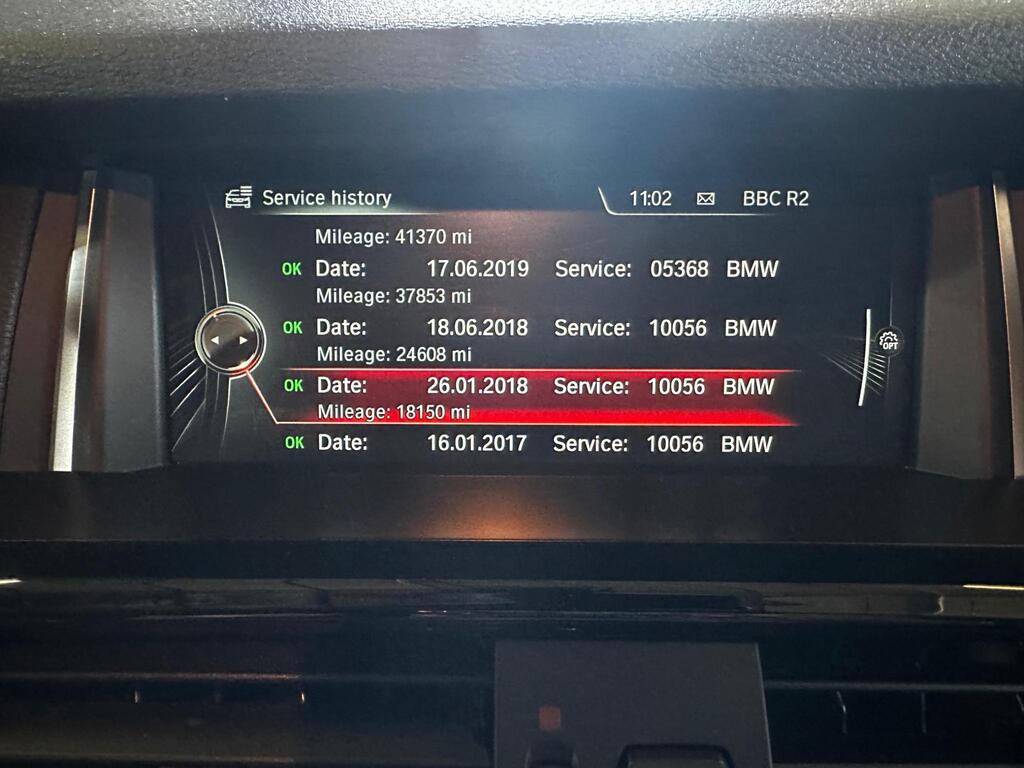 Service history 11:02 BBC R2
Mileage: 41370 mi
OK Date: 17.06.2019 Service: 05368 BMW
Mileage: 37853 mi
OK Date: 18.06.2018 Service: 10056 BMW
Mileage: 24608 mi
OK Date: 26.01.2018 Service: 10056 BMW
Mileage: 18150 mi
OK Date: 16.01.2017 Service: 10056 BMW
OPT